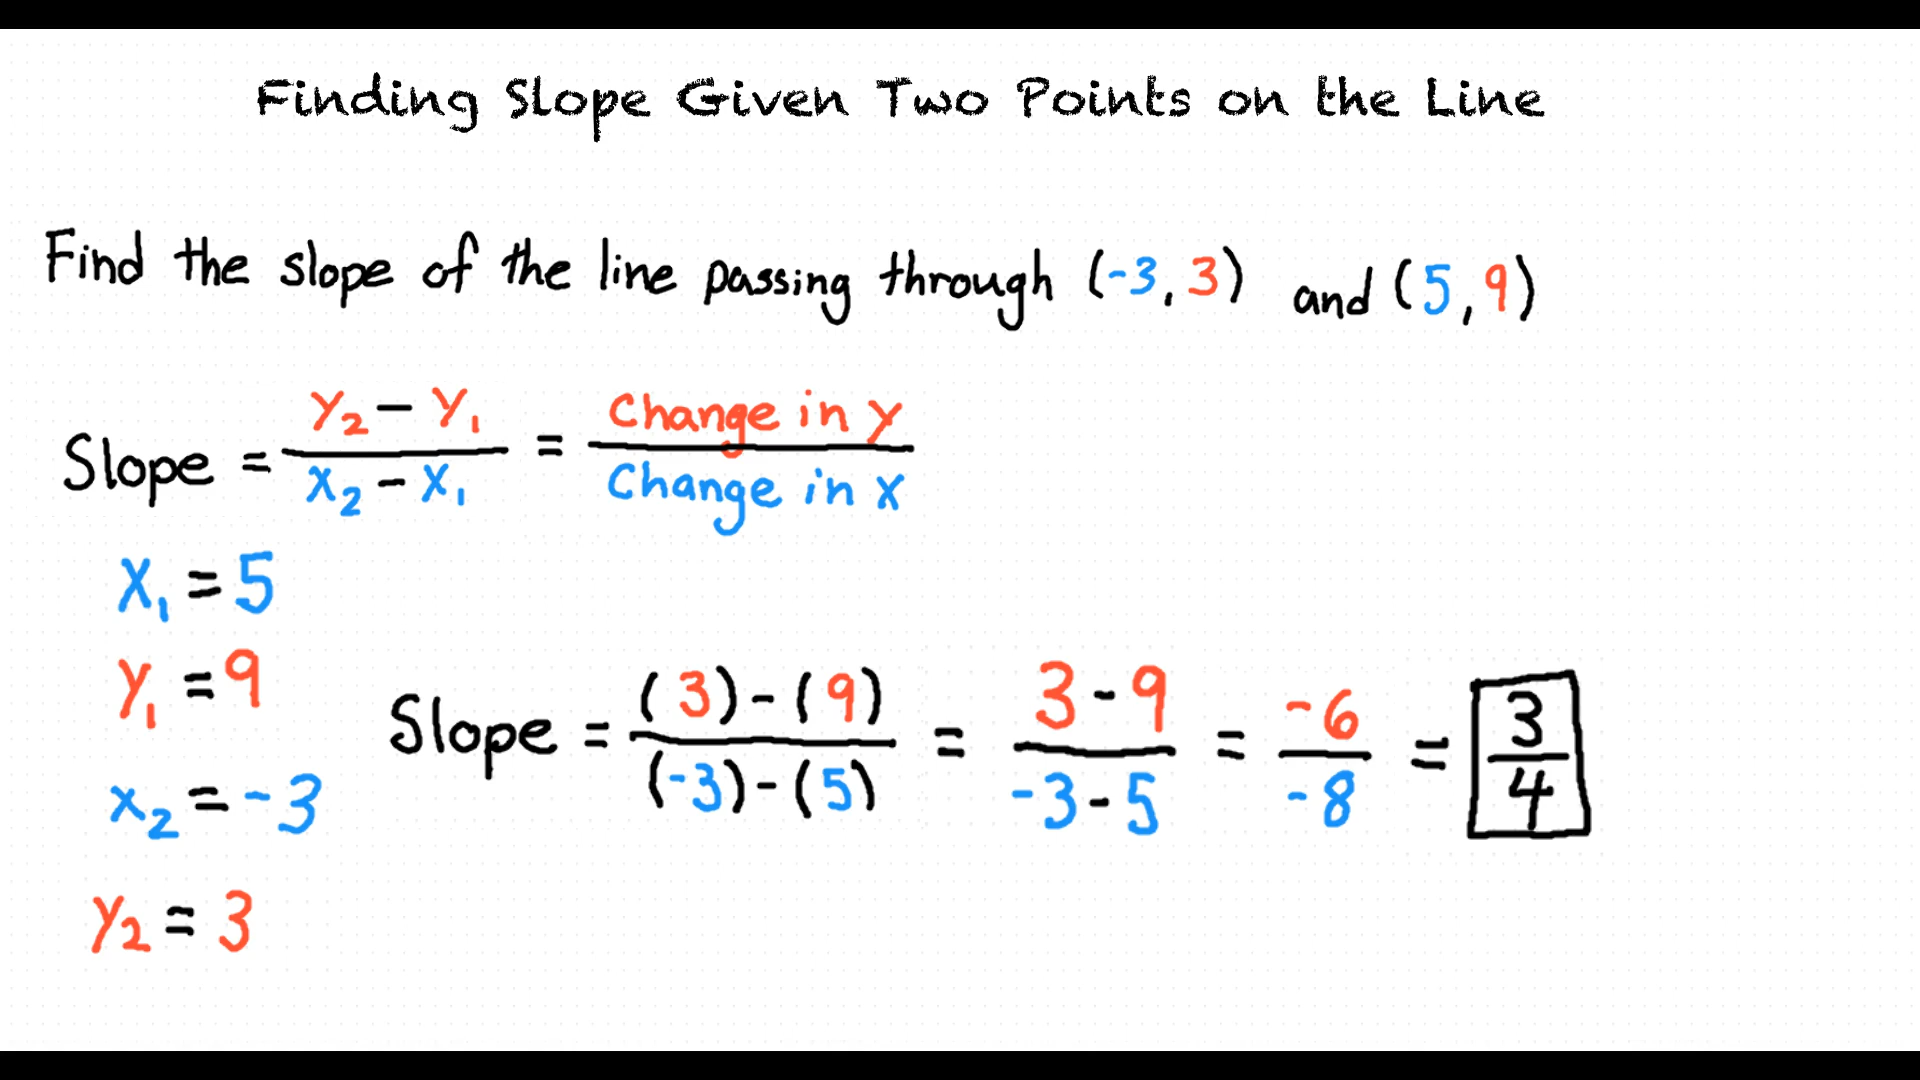 Finding Slope Given Two Points on the Line
Find the slope of the line passing through (-3, 3) and (5, 9)
Slope = y₂ - y₁ / x₂ - x₁ = Change in y / Change in x
x₁ = 5
y₁ = 9
Slope = (3) - (9) / (-3) - (5) = 3 - 9 / -3 - 5 = -6 / -8 = 3 / 4
x₂ = -3
y₂ = 3